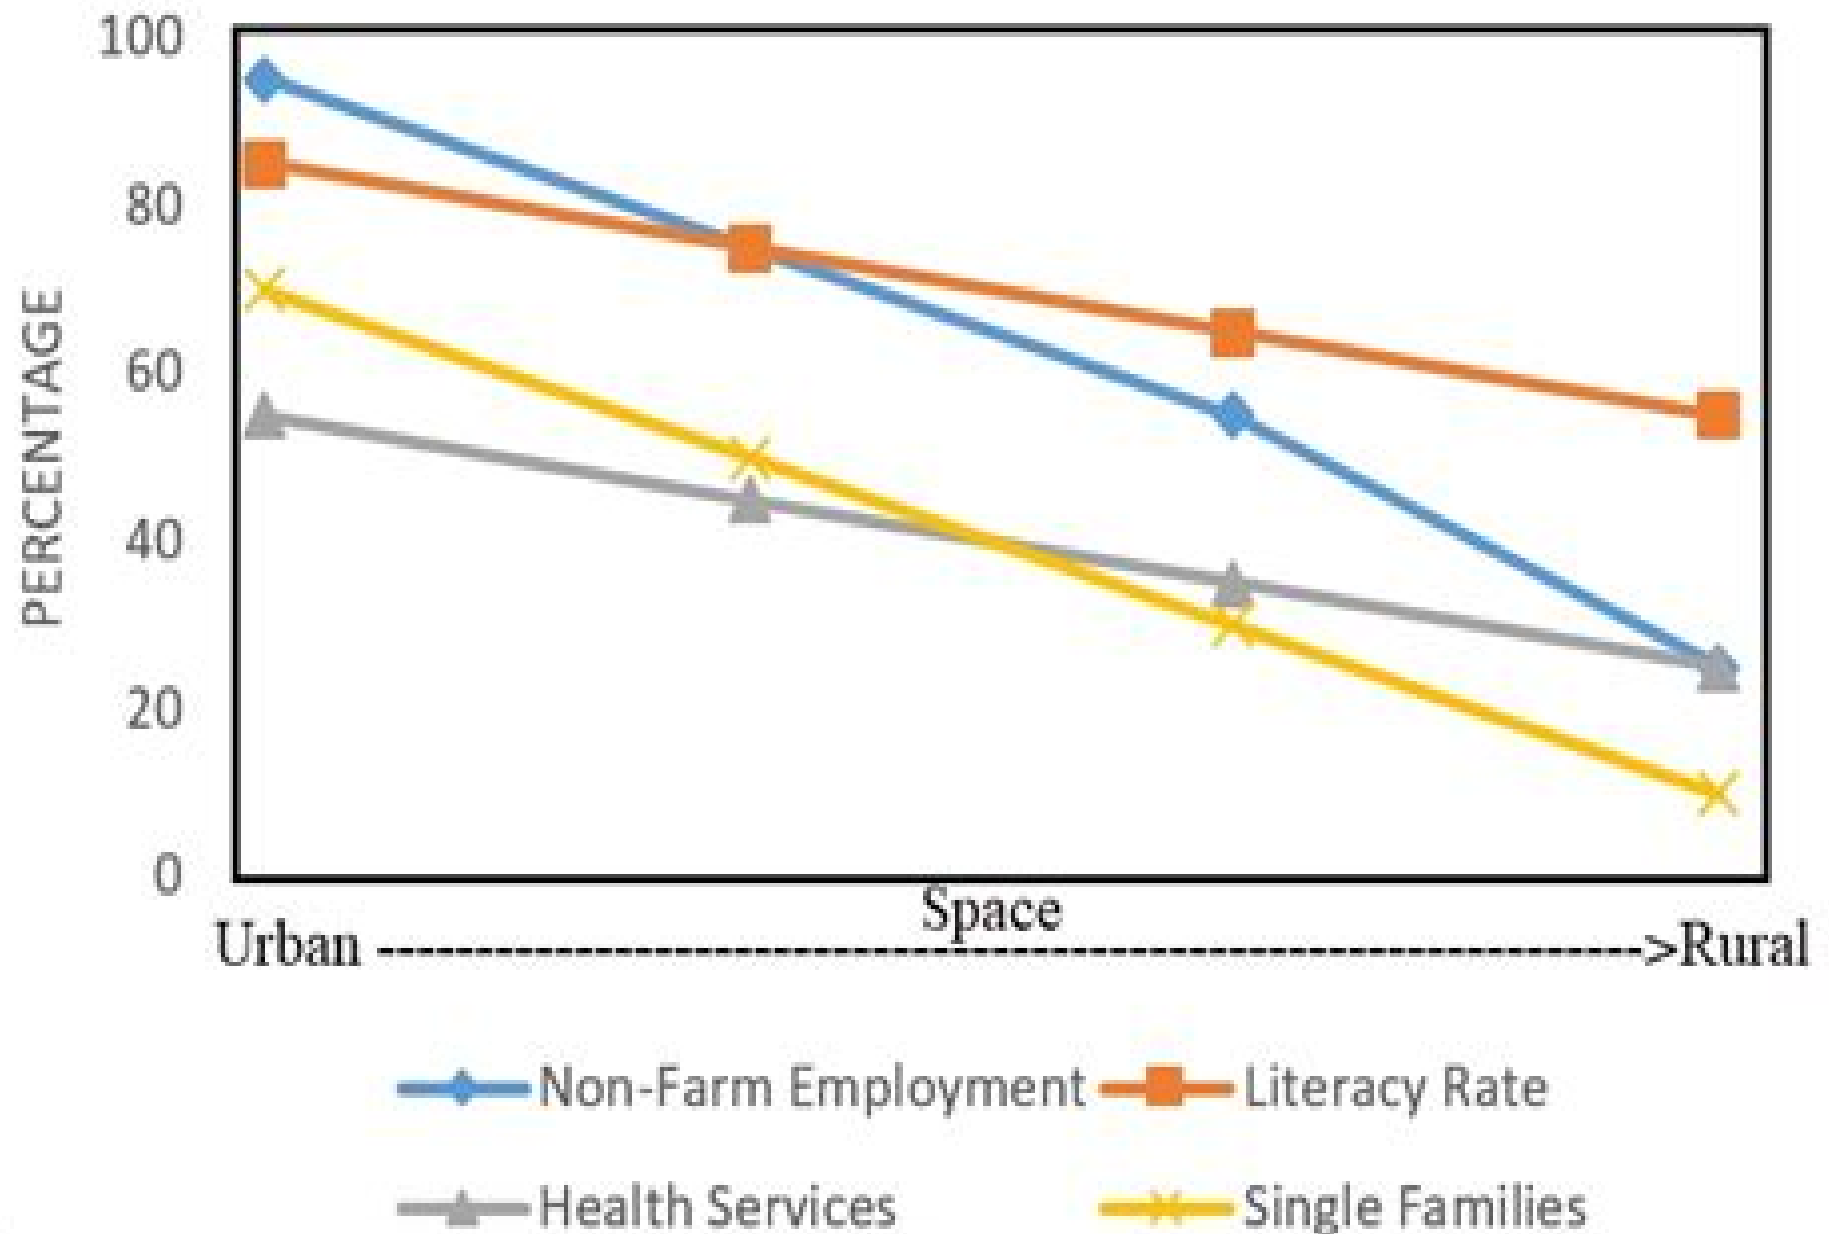 100
80
60
40
20
0
PERCENTAGE
Space
Urban ------------------------------------------------------------>Rural
Non-Farm Employment
Literacy Rate
Health Services
Single Families